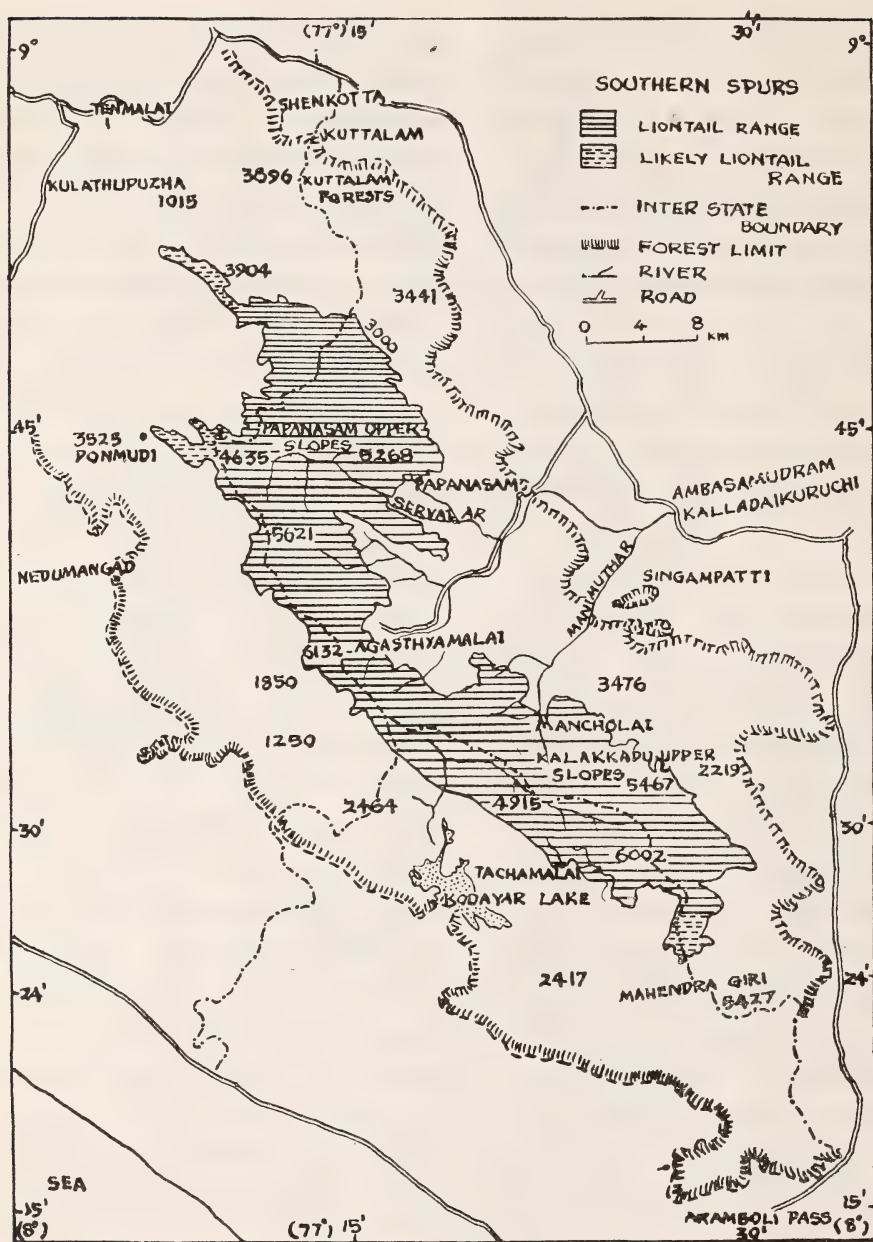 (77°) 15'
30'
9°
9°
SOUTHERN SPURS
LIONTAIL RANGE
LIKELY LIONTAIL
RANGE
INTER STATE
BOUNDARY
FOREST LIMIT
RIVER
ROAD
0 4 8
KM
TENMALAI
SHENKOTTA
KUTTALAM
3896
KUTTALAM
FORESTS
KULATHUPUZHA
1015
3904
3441
3000
45'
45'
3525
PONMUDI
PAPANASAM UPPER
SLOPES
4635
5268
PAPANASAM
SERVALAR
AMBASAMUDRAM
KALLADAIKURUCHI
5621
NEDUMANGAD
MANIMUTHAR
SINGAMPATTI
6132
AGASTHYAMALAI
1850
3476
1250
MANCHOLAI
KALAKKADU UPPER
SLOPES
5467
2219
2464
4915
30'
30'
6002
TACHAMALAI
KODAYAR LAKE
2417
MAHENDRA GIRI
5427
24'
24'
SEA
15'
(8°)
(77°) 15'
ARAMBOLI PASS
30'
15'
(8°)